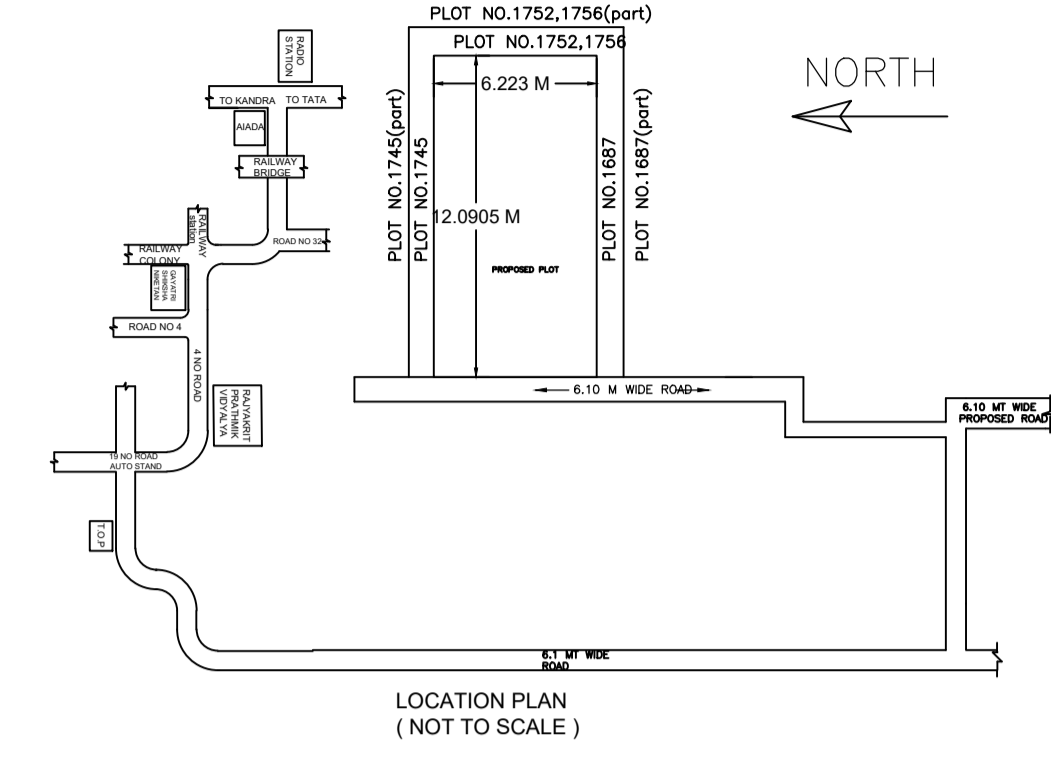 PLOT NO.1752,1756(part)
PLOT NO.1752,1756
6.223 M
NORTH
RADIO
STATION
TO KANDRA
TO TATA
AIADA
RAILWAY
BRIDGE
PLOT NO.1745(part)
PLOT NO.1745
PLOT NO.1687
PLOT NO.1687(part)
12.0905 M
RAILWAY
station
ROAD NO 32
RAILWAY
COLONY
PROPOSED PLOT
GAYATRI
SHIKSHA
NIKETAN
ROAD NO 4
4 NO ROAD
6.10 M WIDE ROAD
RAJYAKRIT
PRATHMIK
VIDYALYA
6.10 MT WIDE
PROPOSED ROAD
19 NO ROAD
AUTO STAND
T.O.P
6.1 MT WIDE
ROAD
LOCATION PLAN
( NOT TO SCALE )